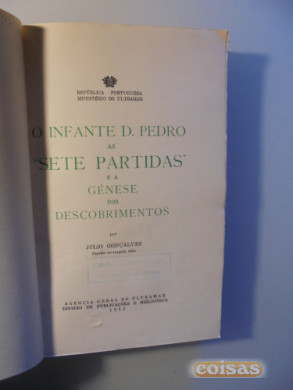 REPÚBLICA PORTUGUESA
MINISTÉRIO DO ULTRAMAR
O INFANTE D. PEDRO
AS
"SETE PARTIDAS"
E A
GÉNESE
DOS
DESCOBRIMENTOS
por
JÚLIO GONÇALVES
AGÊNCIA GERAL DO ULTRAMAR
DIVISÃO DE PUBLICAÇÕES E BIBLIOTECA
coisas